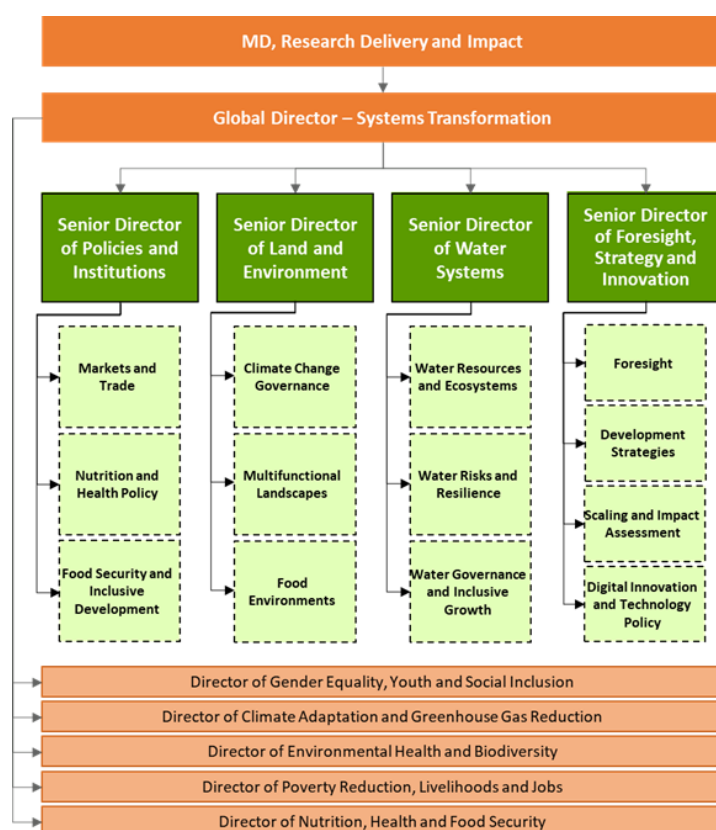 MD, Research Delivery and Impact
Global Director – Systems Transformation
Senior Director
of Policies and
Institutions
Senior Director
of Land and
Environment
Senior Director
of Water
Systems
Senior Director
of Foresight,
Strategy and
Innovation
Markets and
Trade
Nutrition and
Health Policy
Food Security and
Inclusive
Development
Climate Change
Governance
Multifunctional
Landscapes
Food
Environments
Water Resources
and Ecosystems
Water Risks and
Resilience
Water Governance
and Inclusive
Growth
Foresight
Development
Strategies
Scaling and Impact
Assessment
Digital Innovation
and Technology
Policy
Director of Gender Equality, Youth and Social Inclusion
Director of Climate Adaptation and Greenhouse Gas Reduction
Director of Environmental Health and Biodiversity
Director of Poverty Reduction, Livelihoods and Jobs
Director of Nutrition, Health and Food Security